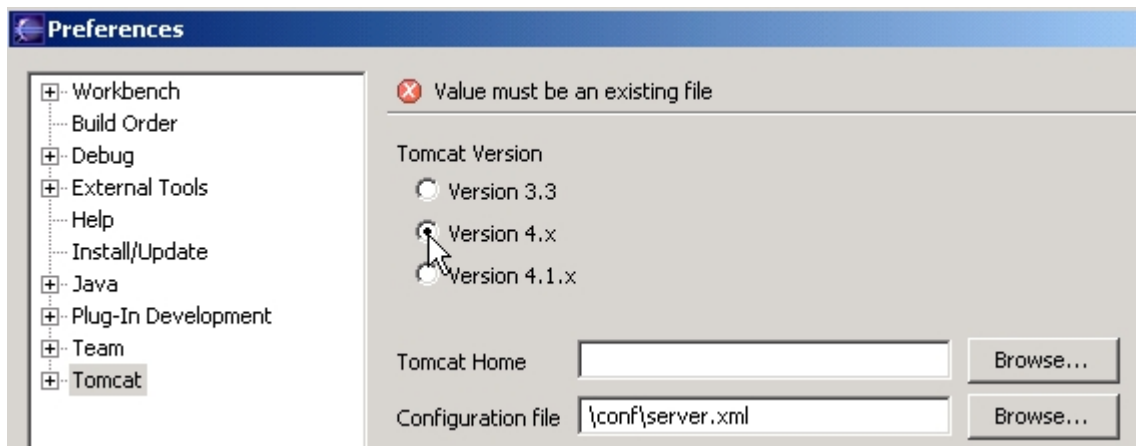 Preferences
Workbench
Build Order
Debug
External Tools
Help
Install/Update
Java
Plug-In Development
Team
Tomcat
Value must be an existing file
Tomcat Version
Version 3.3
Version 4.x
Version 4.1.x
Tomcat Home
Browse...
Configuration file
\conf\server.xml
Browse...